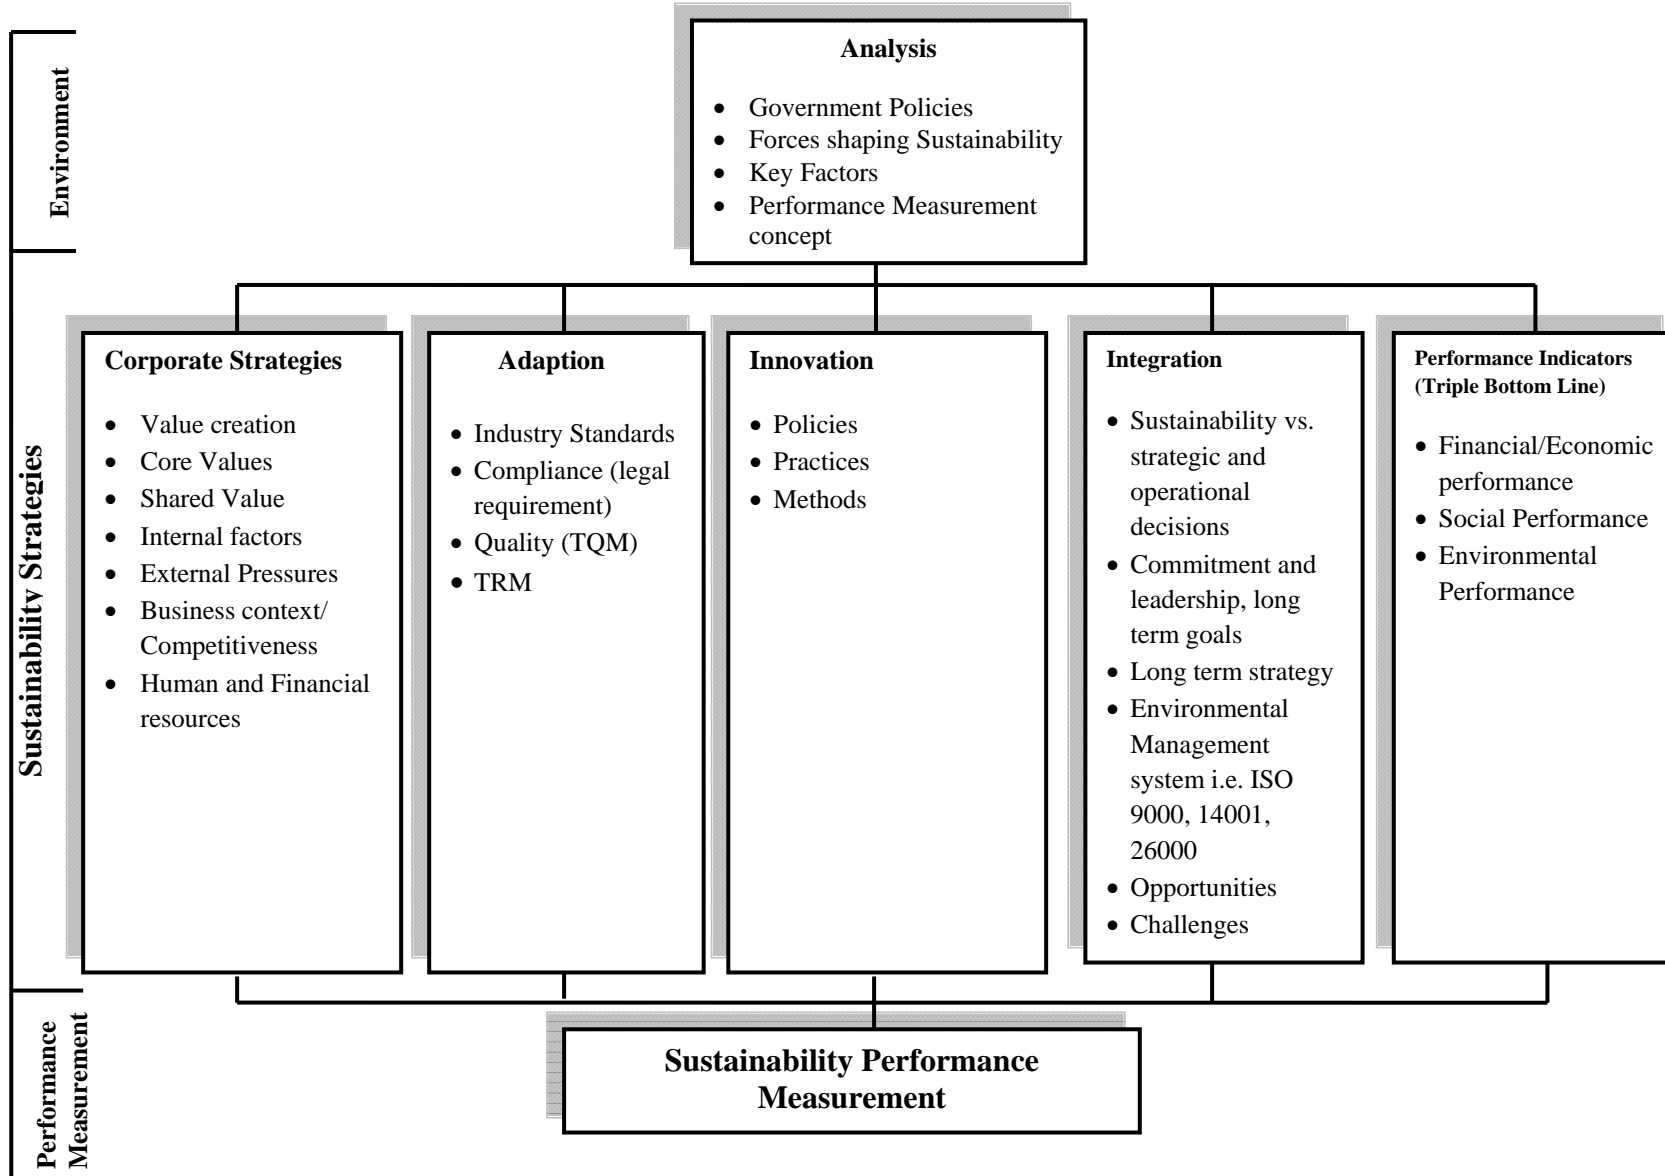 Environment
Analysis
• Government Policies
• Forces shaping Sustainability
• Key Factors
• Performance Measurement
concept
Sustainability Strategies
Corporate Strategies
• Value creation
• Core Values
• Shared Value
• Internal factors
• External Pressures
• Business context/
Competitiveness
• Human and Financial
resources
Adaption
• Industry Standards
• Compliance (legal
requirement)
• Quality (TQM)
• TRM
Innovation
• Policies
• Practices
• Methods
Integration
• Sustainability vs.
strategic and
operational
decisions
• Commitment and
leadership, long
term goals
• Long term strategy
• Environmental
Management
system i.e. ISO
9000, 14001,
26000
• Opportunities
• Challenges
Performance Indicators
(Triple Bottom Line)
• Financial/Economic
performance
• Social Performance
• Environmental
Performance
Performance
Measurement
Sustainability Performance
Measurement